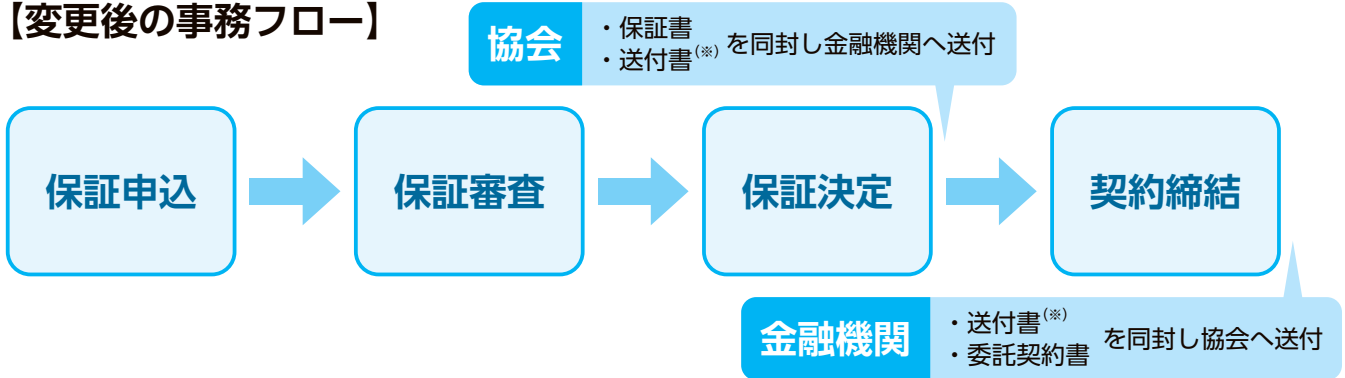 【変更後の事務フロー】
協会
・保証書
・送付書(※)
を同封し金融機関へ送付
保証申込
保証審査
保証決定
契約締結
金融機関
・送付書(※)
・委託契約書
を同封し協会へ送付